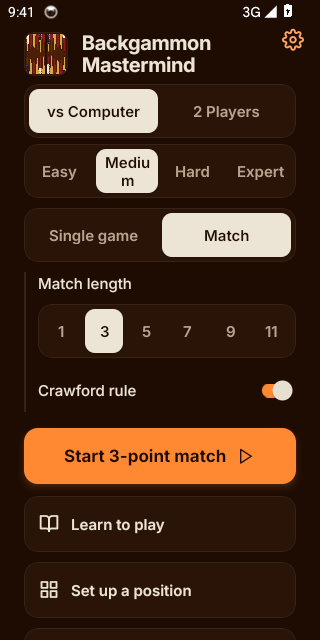 9:41
3G
Backgammon
Mastermind
vs Computer
2 Players
Easy
Mediu
m
Hard
Expert
Single game
Match
Match length
1
3
5
7
9
11
Crawford rule
Start 3-point match
Learn to play
Set up a position